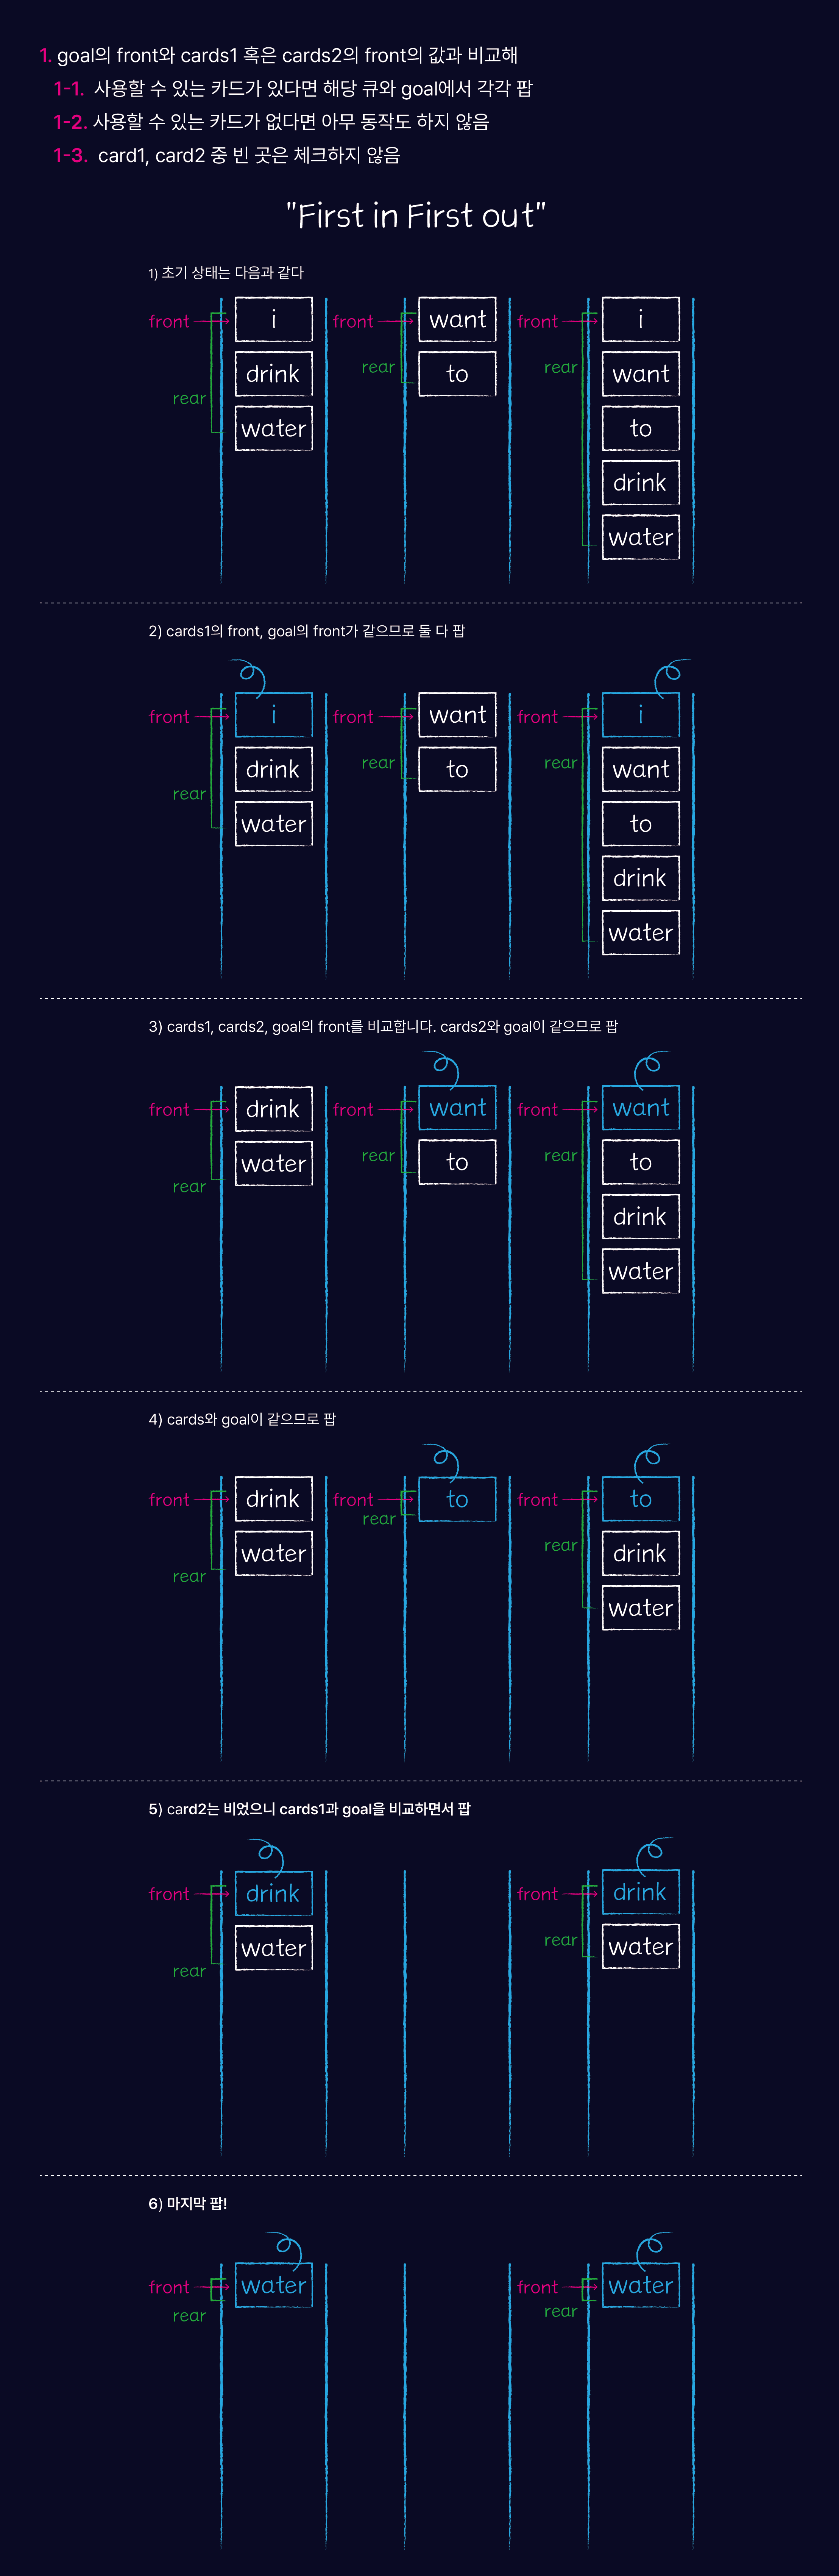 1. goal의 front와 cards1 혹은 cards2의 front의 값과 비교해
1-1. 사용할 수 있는 카드가 있다면 해당 큐와 goal에서 각각 팝
1-2. 사용할 수 있는 카드가 없다면 아무 동작도 하지 않음
1-3. card1, card2 중 빈 곳은 체크하지 않음
"First in First out"
1) 초기 상태는 다음과 같다
front i front want front i
rear drink rear to rear want
water to
drink
water
2) cards1의 front, goal의 front가 같으므로 둘 다 팝
front i front want front i
rear drink rear to rear want
water to
drink
water
3) cards1, cards2, goal의 front를 비교합니다. cards2와 goal이 같으므로 팝
front drink front want front want
rear water rear to rear to
drink
water
4) cards와 goal이 같으므로 팝
front drink front to front to
rear water rear rear drink
water
5) card2는 비었으니 cards1과 goal을 비교하면서 팝
front drink front drink
rear water rear water
6) 마지막 팝!
front water front water
rear rear